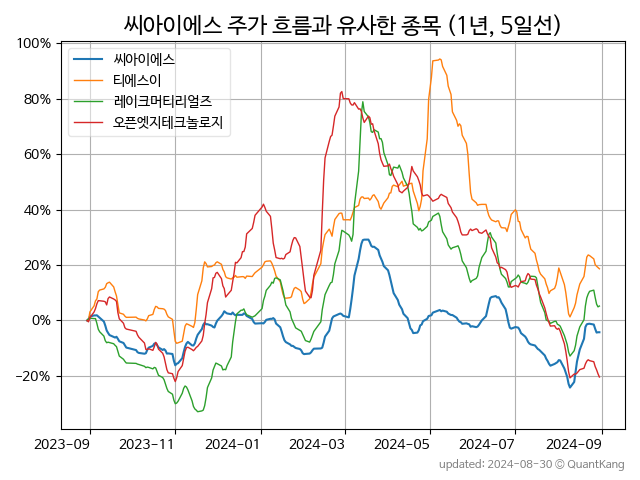 씨아이에스 주가 흐름과 유사한 종목 (1년, 5일선)
씨아이에스
티에스이
레이크머티리얼즈
오픈엣지테크놀로지
100%
80%
60%
40%
20%
0%
−20%
2023-09 2023-11 2024-01 2024-03 2024-05 2024-07 2024-09
updated: 2024-08-30 © QuantKang